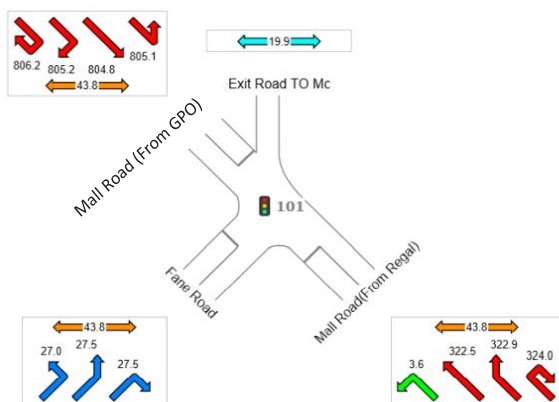 806.2 805.2 804.8 805.1
43.8
19.9
Exit Road TO Mc
Mall Road (From GPO)
101
Fane Road
Mall Road(From Regal)
43.8
27.0 27.5 27.5
43.8
3.6 322.5 322.9 324.0